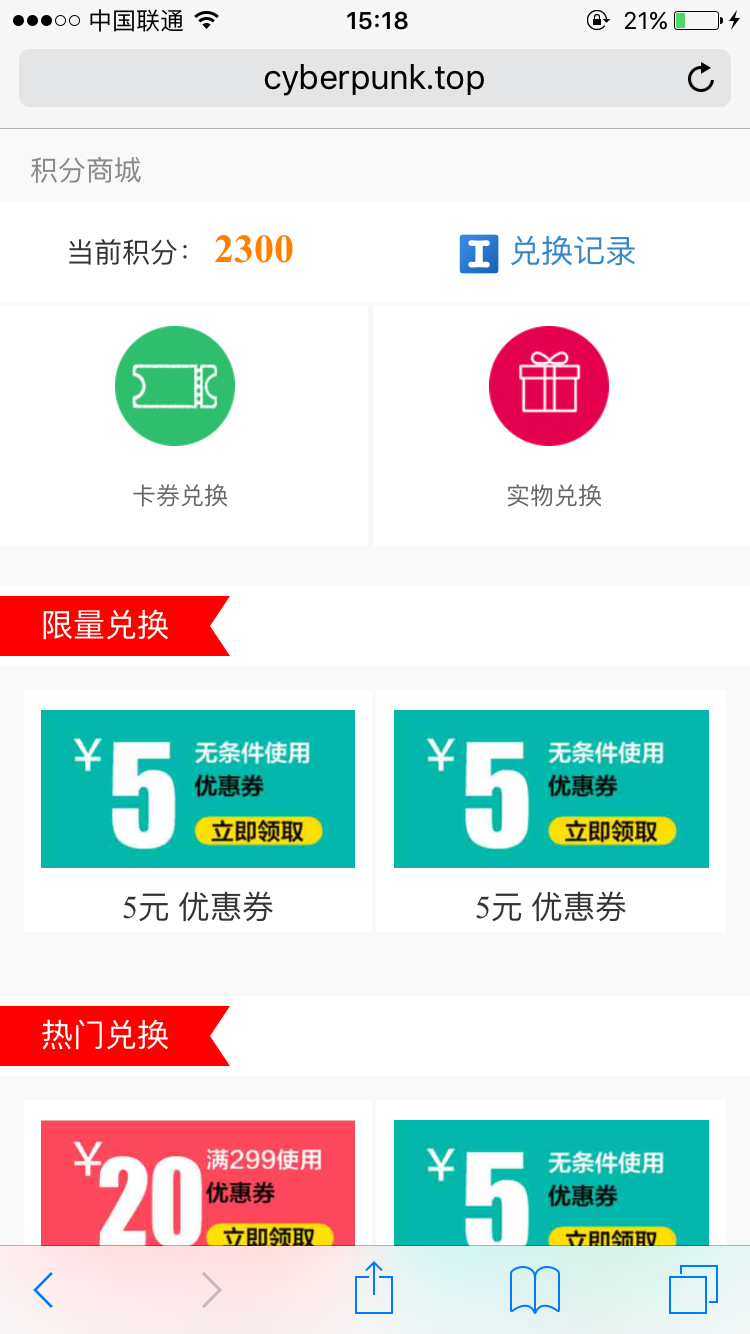 中国联通 15:18 21%
cyberpunk.top
积分商城
当前积分： 2300 兑换记录
卡券兑换 实物兑换
限量兑换
¥5 无条件使用 ¥5 无条件使用
优惠券 优惠券
立即领取 立即领取
5元 优惠券 5元 优惠券
热门兑换
¥20 满299使用 ¥5 无条件使用
优惠券 优惠券
立即领取 立即领取